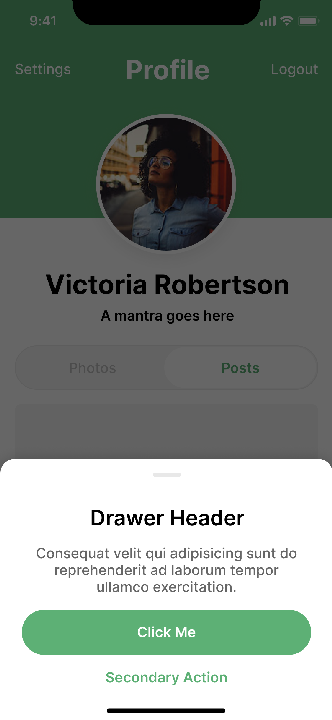 9:41
Settings
Profile
Logout
Victoria Robertson
A mantra goes here
Photos
Posts
Drawer Header
Consequat velit qui adipisicing sunt do
reprehenderit ad laborum tempor
ullamco exercitation.
Click Me
Secondary Action